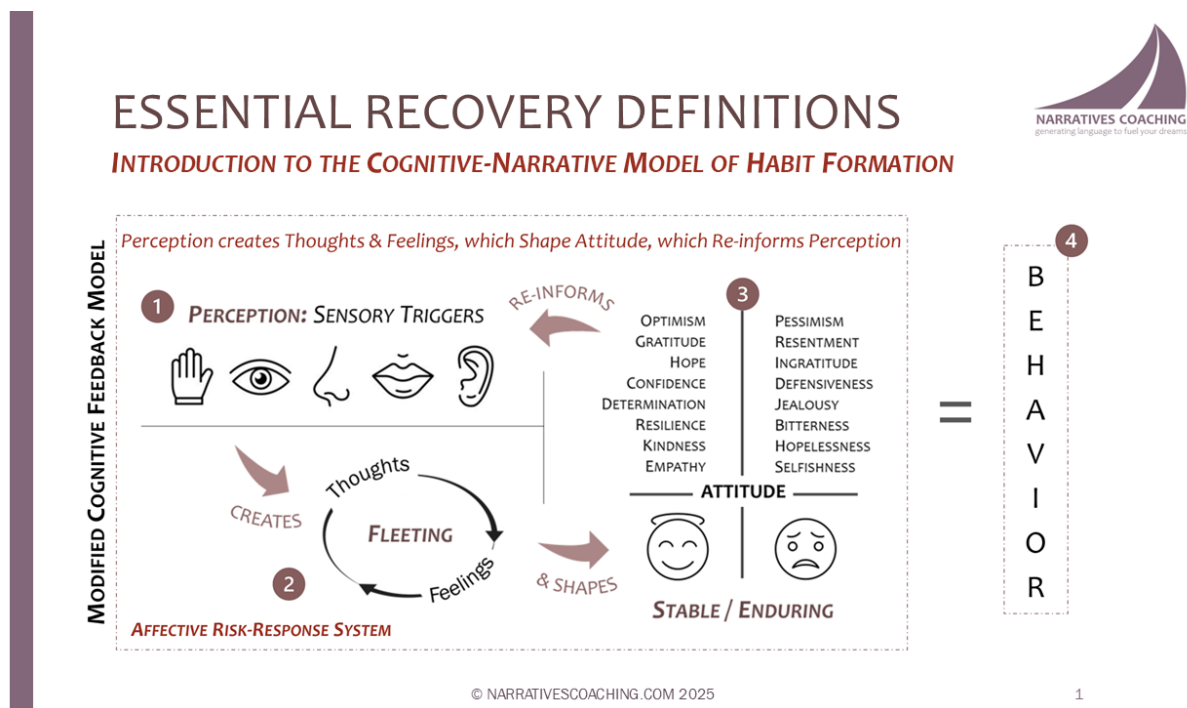 NARRATIVES COACHING
generating language to fuel your dreams
ESSENTIAL RECOVERY DEFINITIONS
INTRODUCTION TO THE COGNITIVE-NARRATIVE MODEL OF HABIT FORMATION
MODIFIED COGNITIVE FEEDBACK MODEL
Perception creates Thoughts & Feelings, which Shape Attitude, which Re-informs Perception
1
PERCEPTION: SENSORY TRIGGERS
RE-INFORMS
CREATES
2
Thoughts
FLEETING
Feelings
& SHAPES
AFFECTIVE RISK-RESPONSE SYSTEM
3
OPTIMISM
GRATITUDE
HOPE
CONFIDENCE
DETERMINATION
RESILIENCE
KINDNESS
EMPATHY
PESSIMISM
RESENTMENT
INGRATITUDE
DEFENSIVENESS
JEALOUSY
BITTERNESS
HOPELESSNESS
SELFISHNESS
ATTITUDE
STABLE / ENDURING
=
4
B
E
H
A
V
I
O
R
© NARRATIVESCOACHING.COM 2025
1